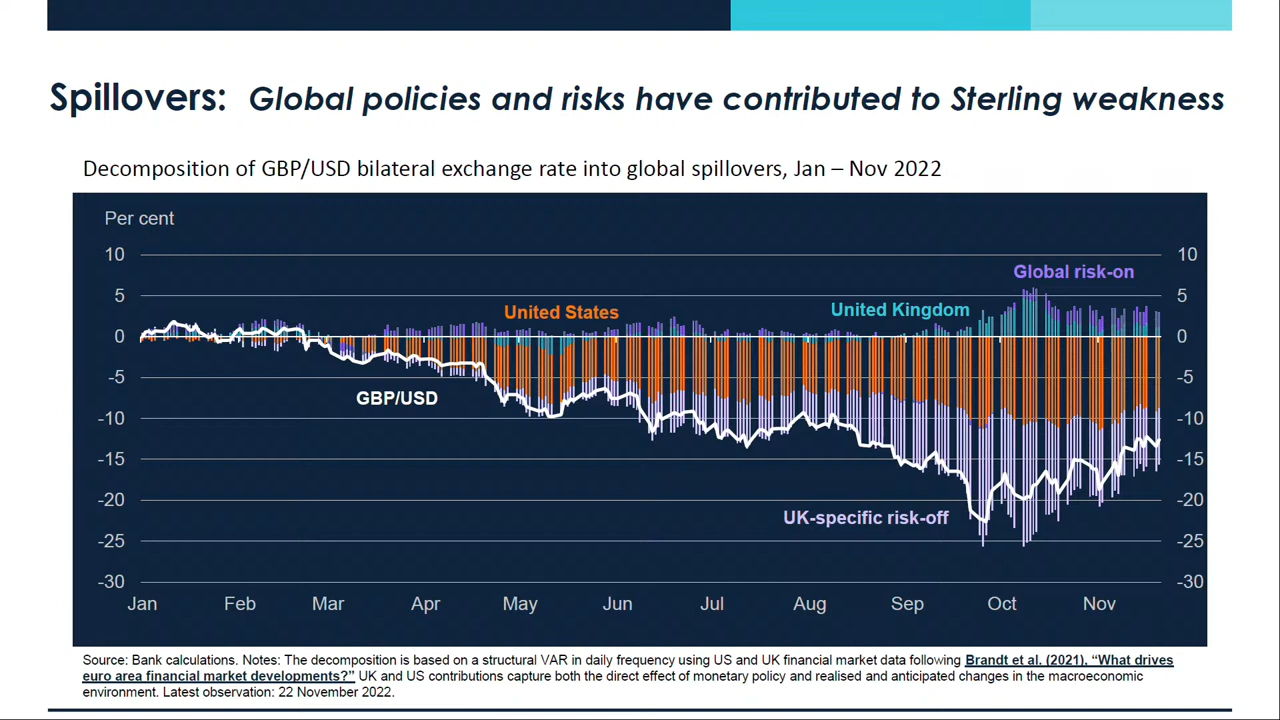 Spillovers: Global policies and risks have contributed to Sterling weakness
Decomposition of GBP/USD bilateral exchange rate into global spillovers, Jan – Nov 2022
Per cent
10 10
Global risk-on
5 United States United Kingdom 5
0 0
-5 -5
GBP/USD
-10 -10
-15 -15
-20 -20
UK-specific risk-off
-25 -25
-30 -30
Jan Feb Mar Apr May Jun Jul Aug Sep Oct Nov
Source: Bank calculations. Notes: The decomposition is based on a structural VAR in daily frequency using US and UK financial market data following Brandt et al. (2021), “What drives
euro area financial market developments?” UK and US contributions capture both the direct effect of monetary policy and realised and anticipated changes in the macroeconomic
environment. Latest observation: 22 November 2022.